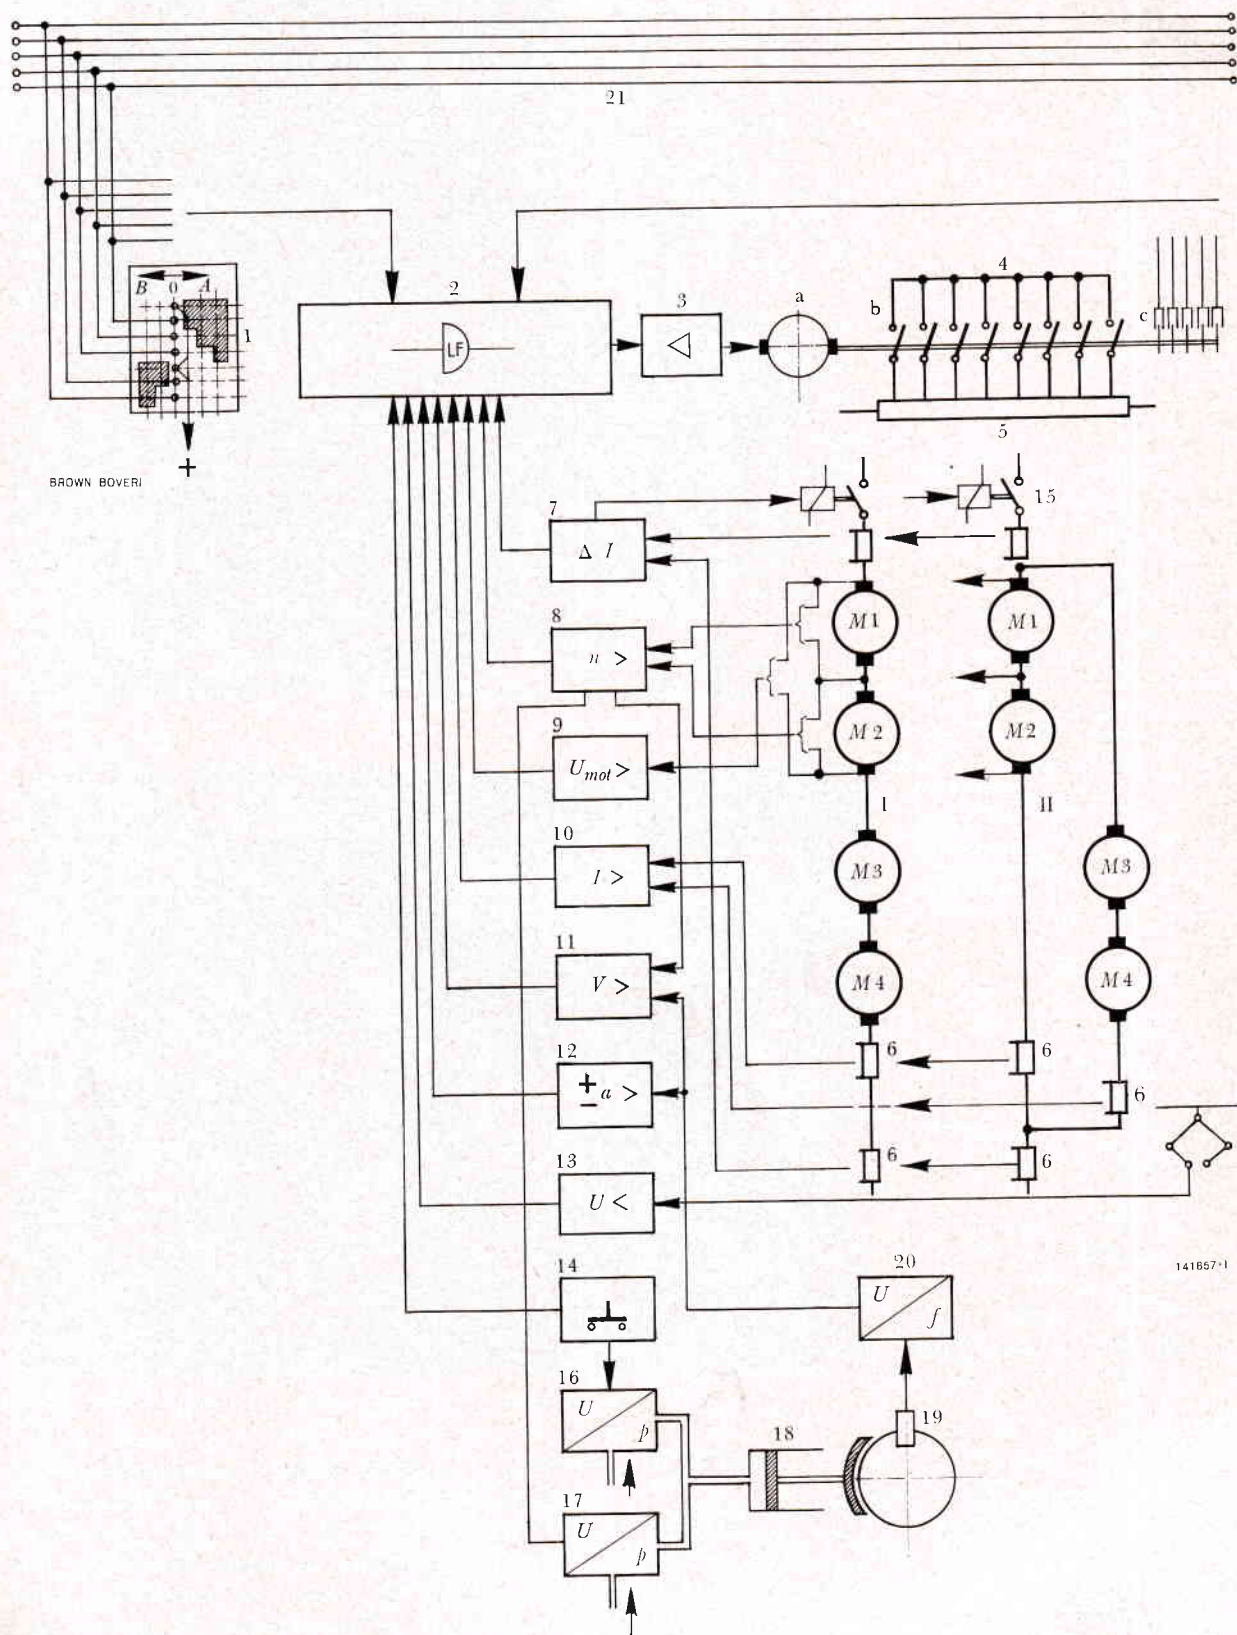 21
2
LF
3
a
4
b
c
5
B 0 A
1
+
BROWN BOVERI
7
Δ I
15
8
n >
M1
M1
9
U mot >
M2
M2
I
II
10
I >
M3
M3
11
V >
M4
M4
12
+ − a >
6
6
6
13
U <
6
6
14
20
U
f
141657·I
16
U
p
18
19
17
U
p